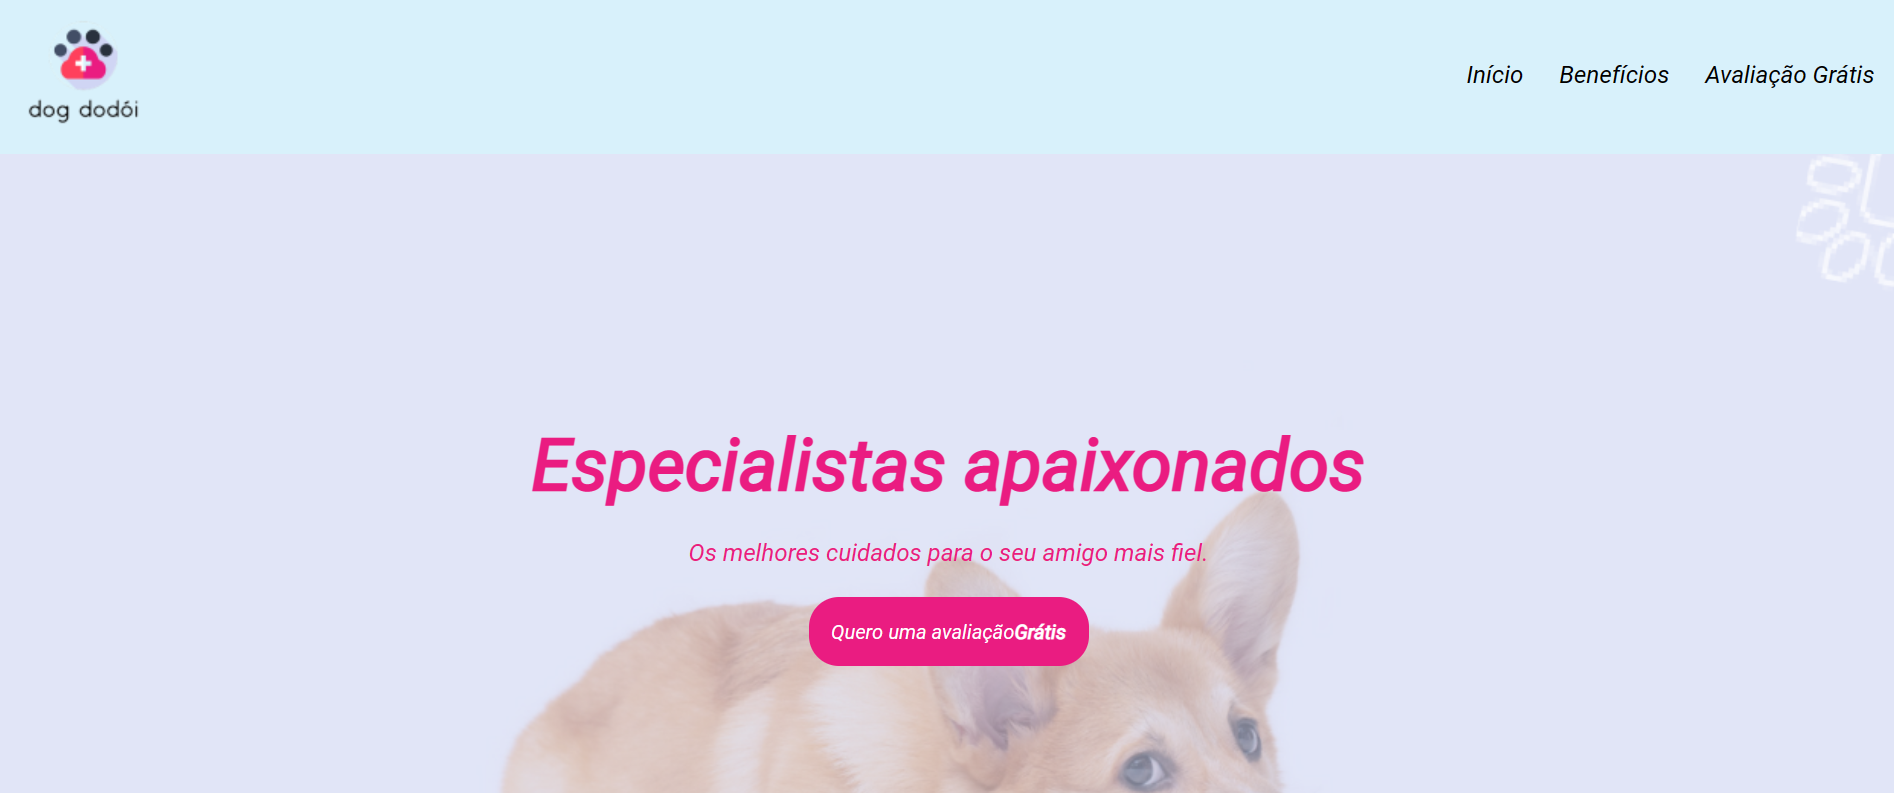 dog dodói
Início Benefícios Avaliação Grátis
Especialistas apaixonados
Os melhores cuidados para o seu amigo mais fiel.
Quero uma avaliaçãoGrátis